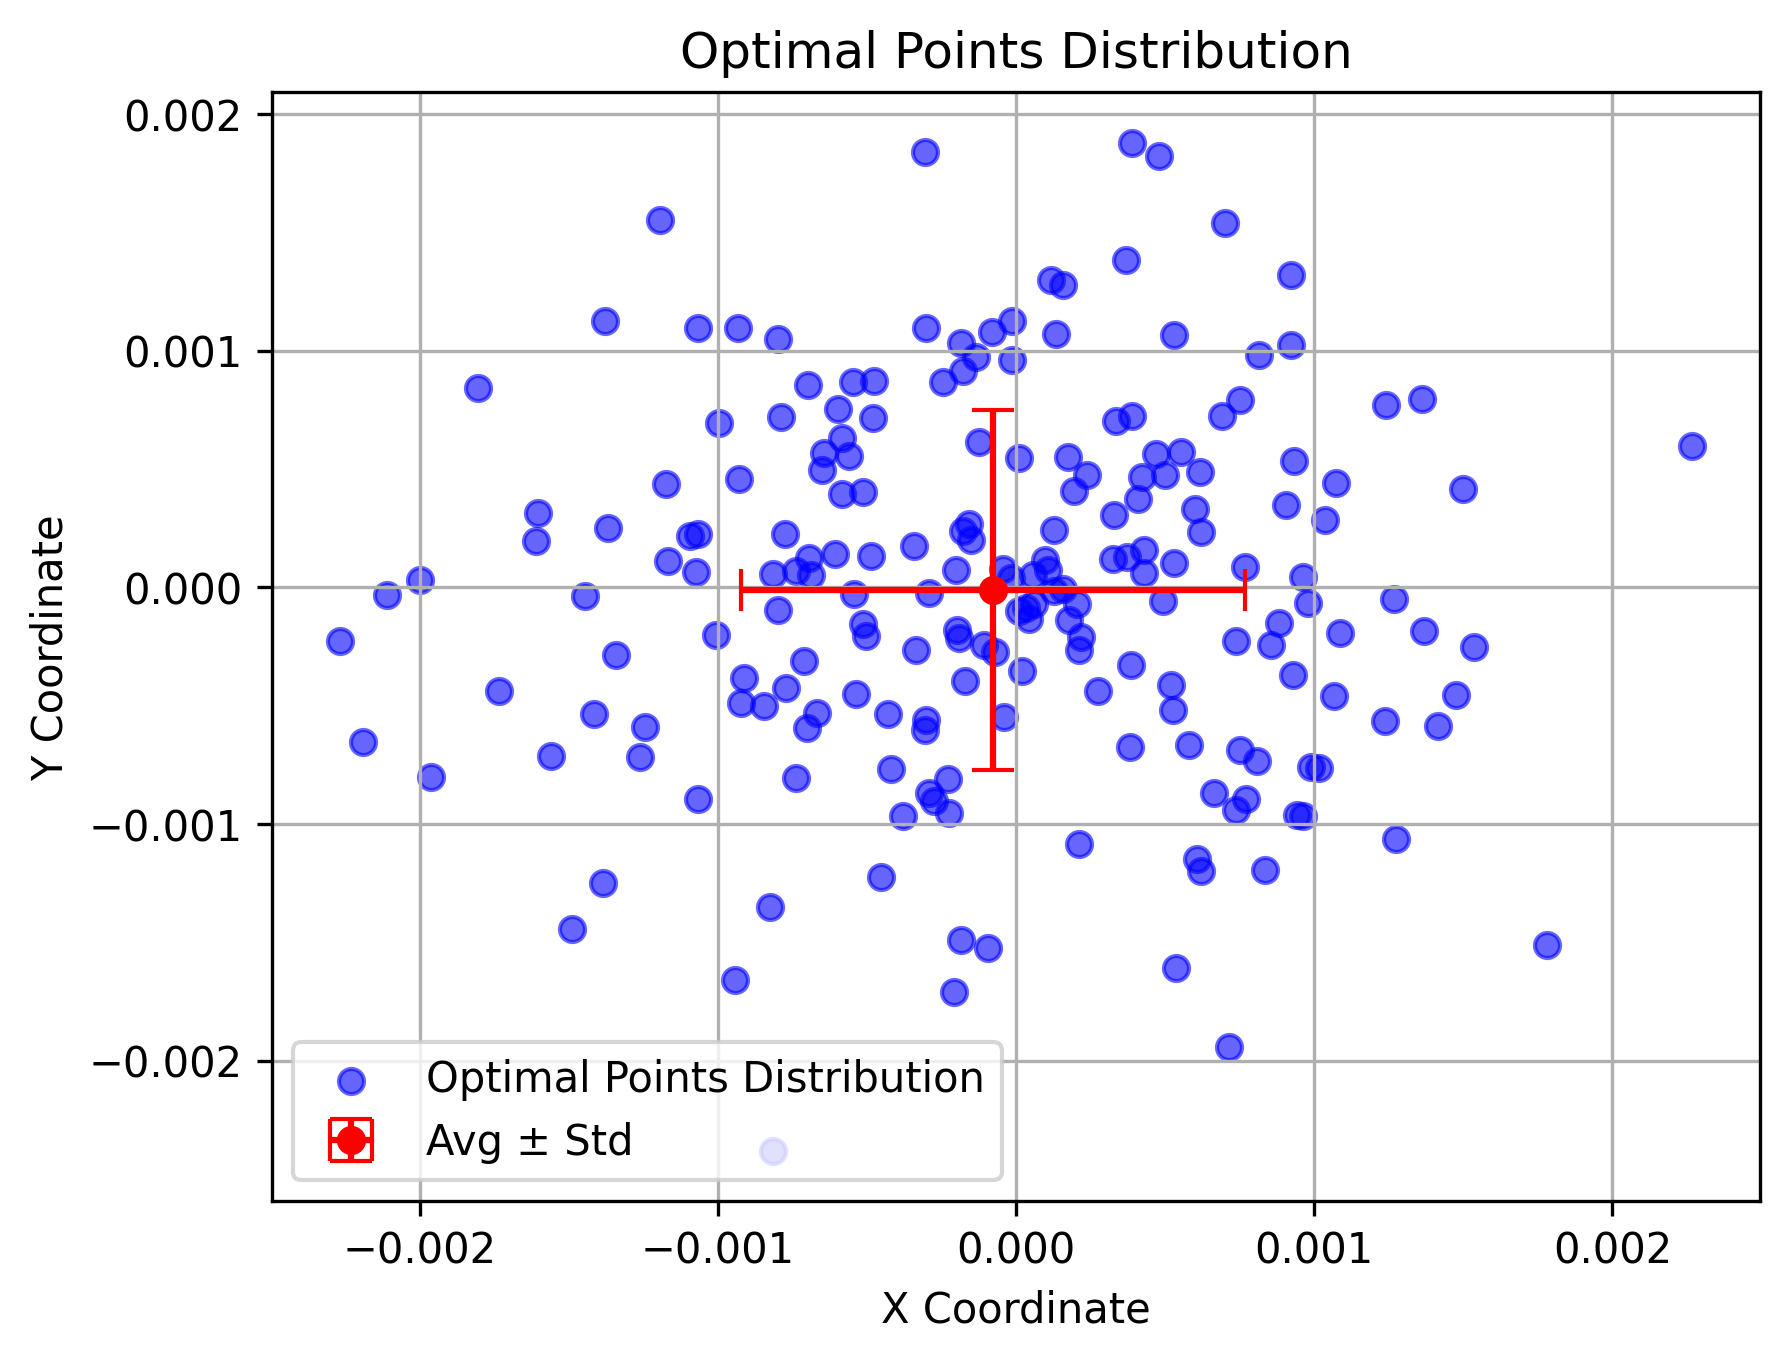 Optimal Points Distribution
0.002
0.001
0.000
−0.001
−0.002
Y Coordinate
Optimal Points Distribution
Avg ± Std
−0.002 −0.001 0.000 0.001 0.002
X Coordinate